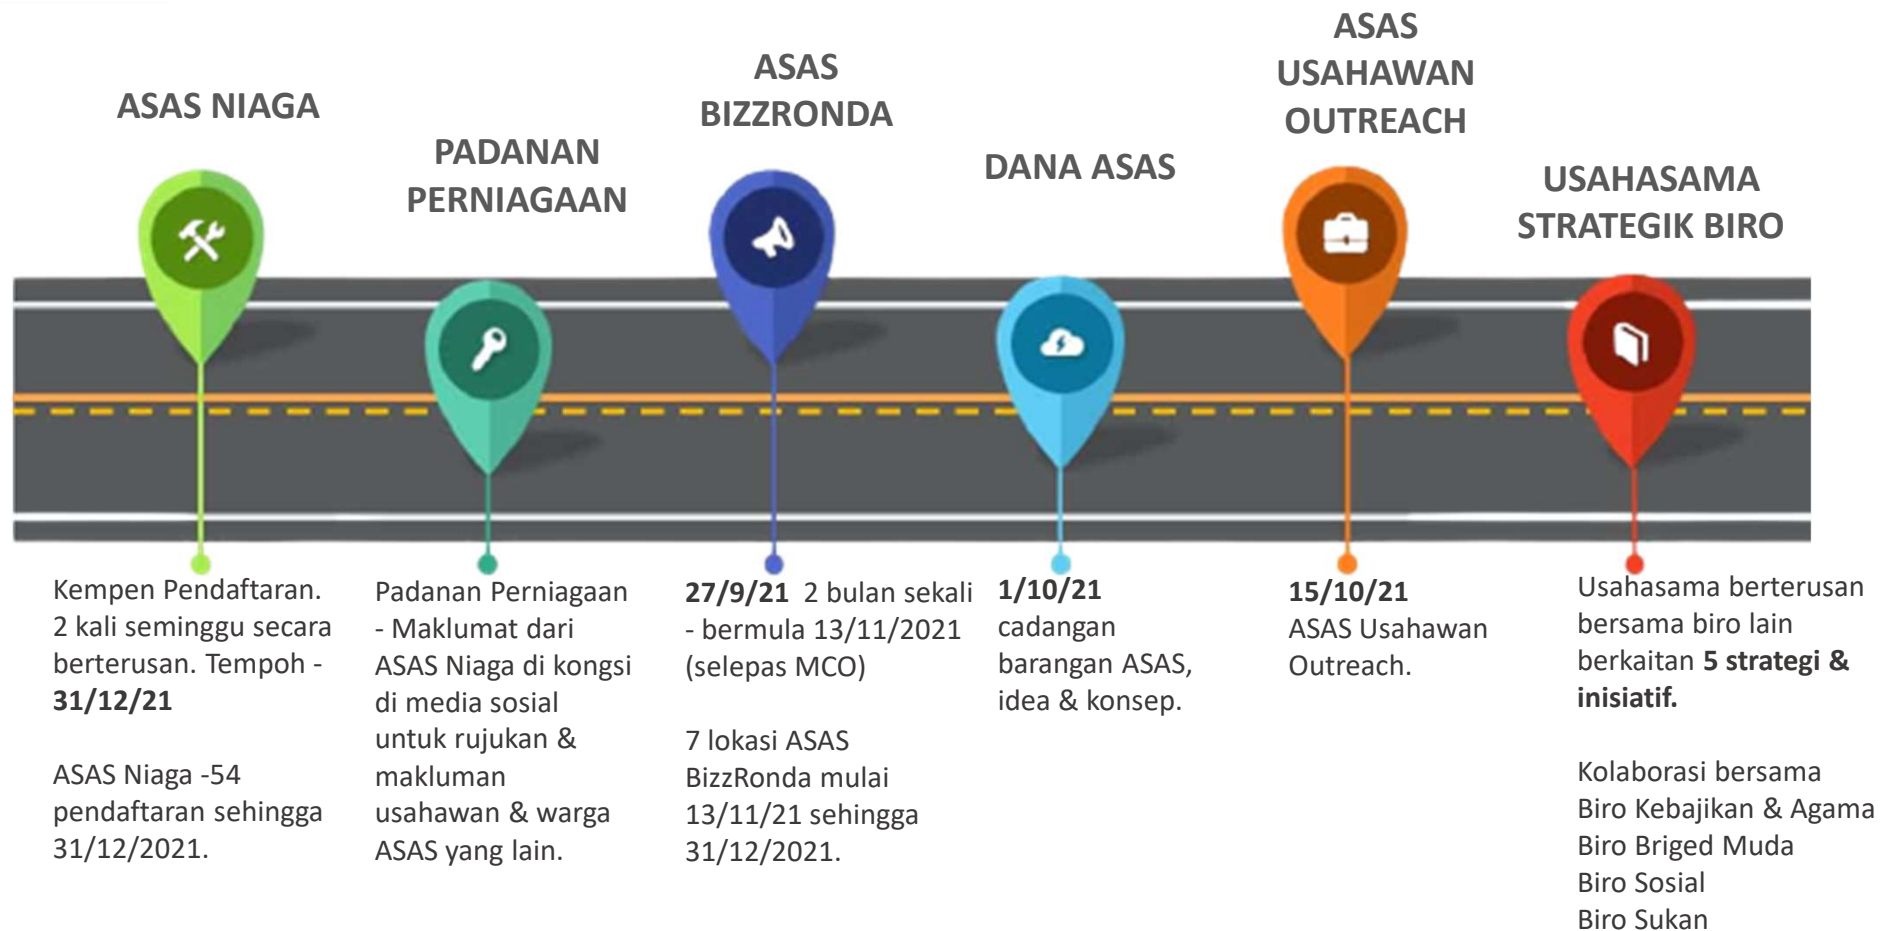 ASAS NIAGA
PADANAN
PERNIAGAAN
ASAS
BIZZRONDA
DANA ASAS
ASAS
USAHAWAN
OUTREACH
USAHASAMA
STRATEGIK BIRO
Kempen Pendaftaran.
2 kali seminggu secara
berterusan. Tempoh -
31/12/21
ASAS Niaga -54
pendaftaran sehingga
31/12/2021.
Padanan Perniagaan
- Maklumat dari
ASAS Niaga di kongsi
di media sosial
untuk rujukan &
makluman
usahawan & warga
ASAS yang lain.
27/9/21 2 bulan sekali
- bermula 13/11/2021
(selepas MCO)
7 lokasi ASAS
BizzRonda mulai
13/11/21 sehingga
31/12/2021.
1/10/21
cadangan
barangan ASAS,
idea & konsep.
15/10/21
ASAS Usahawan
Outreach.
Usahasama berterusan
bersama biro lain
berkaitan 5 strategi &
inisiatif.
Kolaborasi bersama
Biro Kebajikan & Agama
Biro Briged Muda
Biro Sosial
Biro Sukan